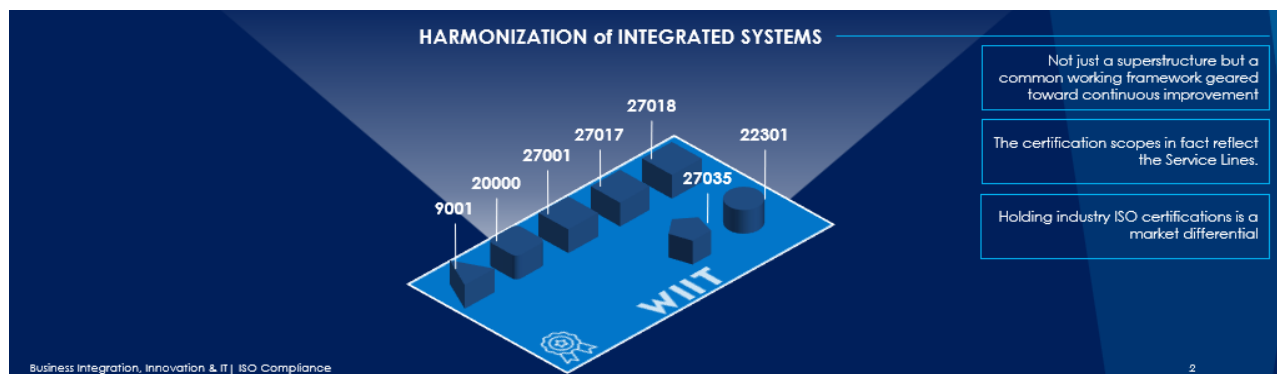 HARMONIZATION of INTEGRATED SYSTEMS
Not just a superstructure but a
common working framework geared
toward continuous improvement
The certification scopes in fact reflect
the Service Lines.
Holding industry ISO certifications is a
market differential
27018
27017
22301
27001
27035
20000
9001
WIIT
Business Integration, Innovation & IT| ISO Compliance
2